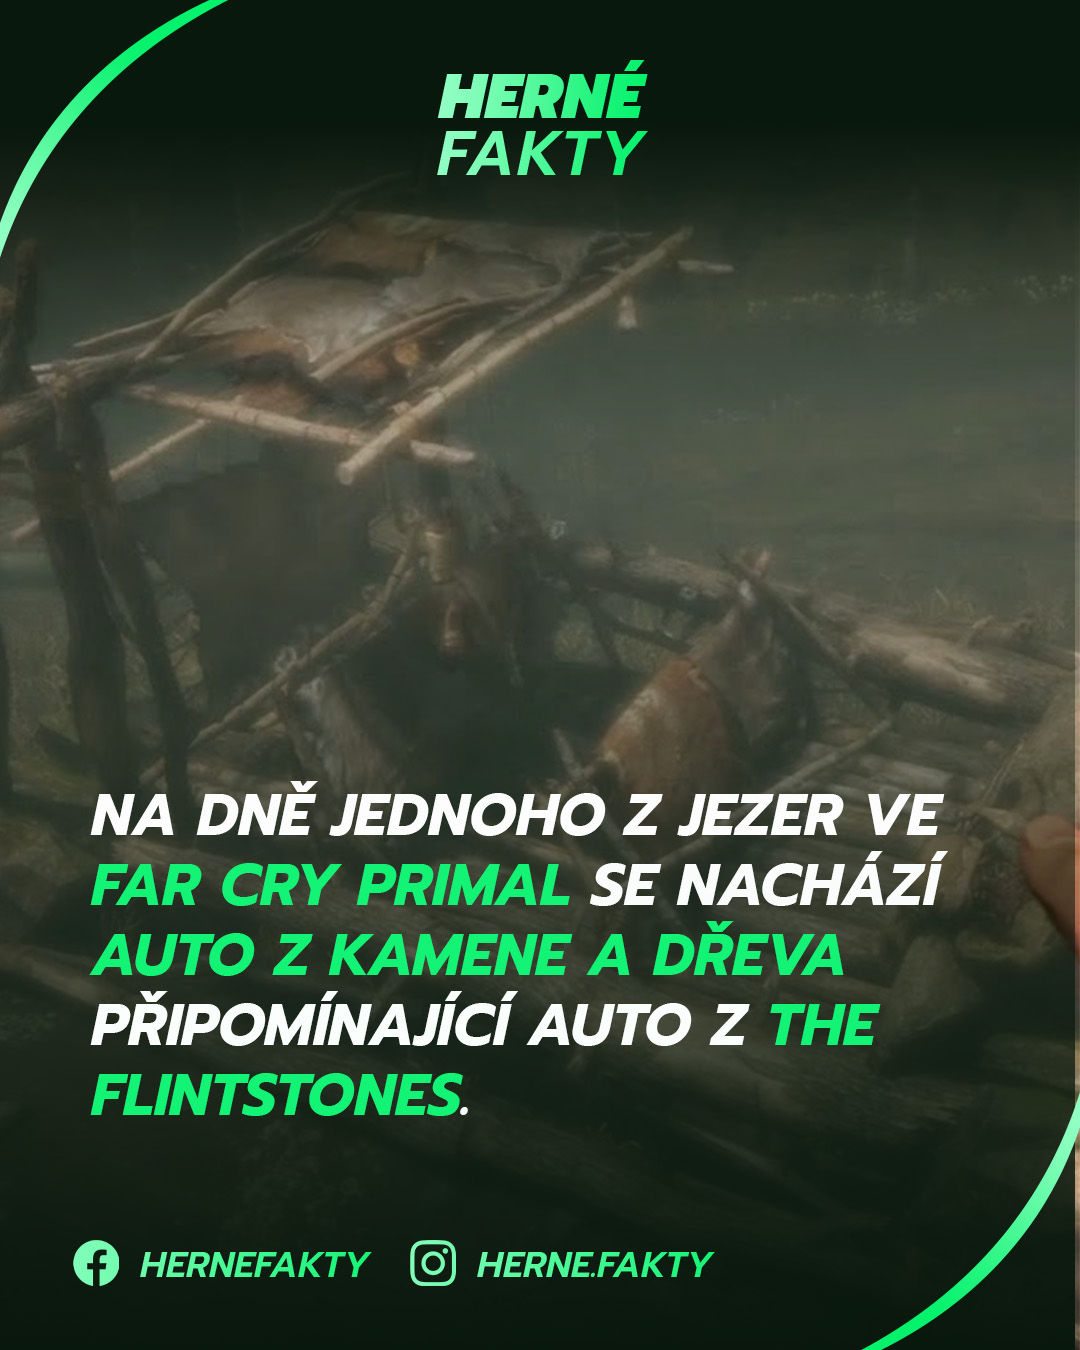 HERNÉ
FAKTY
NA DNĚ JEDNOHO Z JEZER VE
FAR CRY PRIMAL SE NACHÁZÍ
AUTO Z KAMENE A DŘEVA
PŘIPOMÍNAJÍCÍ AUTO Z THE
FLINTSTONES.
HERNEFAKTY HERNE.FAKTY